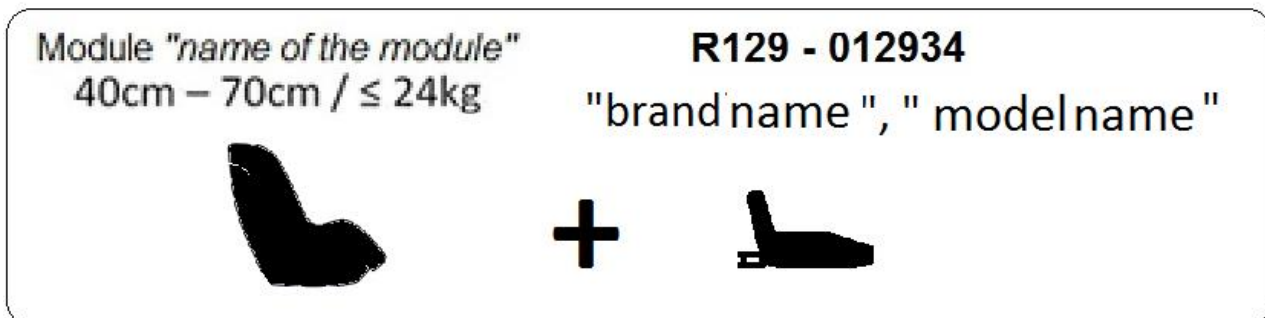 Module "name of the module"
40cm – 70cm / ≤ 24kg
R129 - 012934
"brand name ", " model name "
+